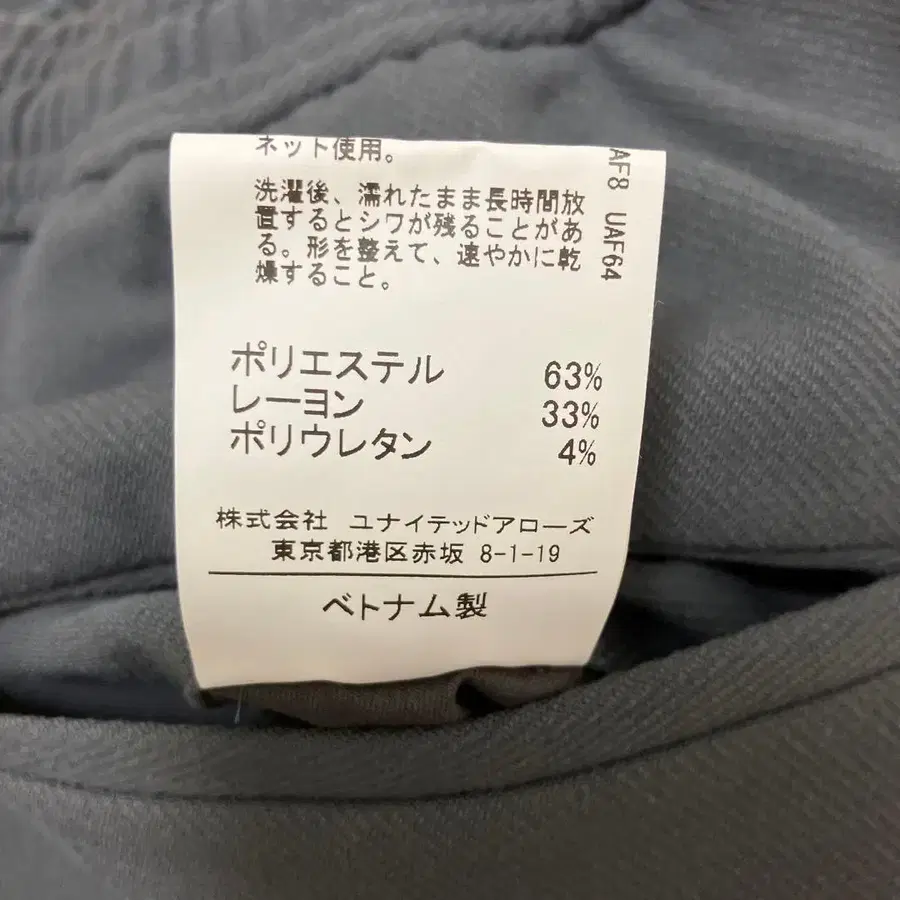 ネット使用。
洗濯後、濡れたまま長時間放
置するとシワが残ることがあ
る。形を整えて、速やかに乾
燥すること。
AF8 UAF64
ポリエステル 63%
レーヨン 33%
ポリウレタン 4%
株式会社 ユナイテッドアローズ
東京都港区赤坂 8-1-19
ベトナム製